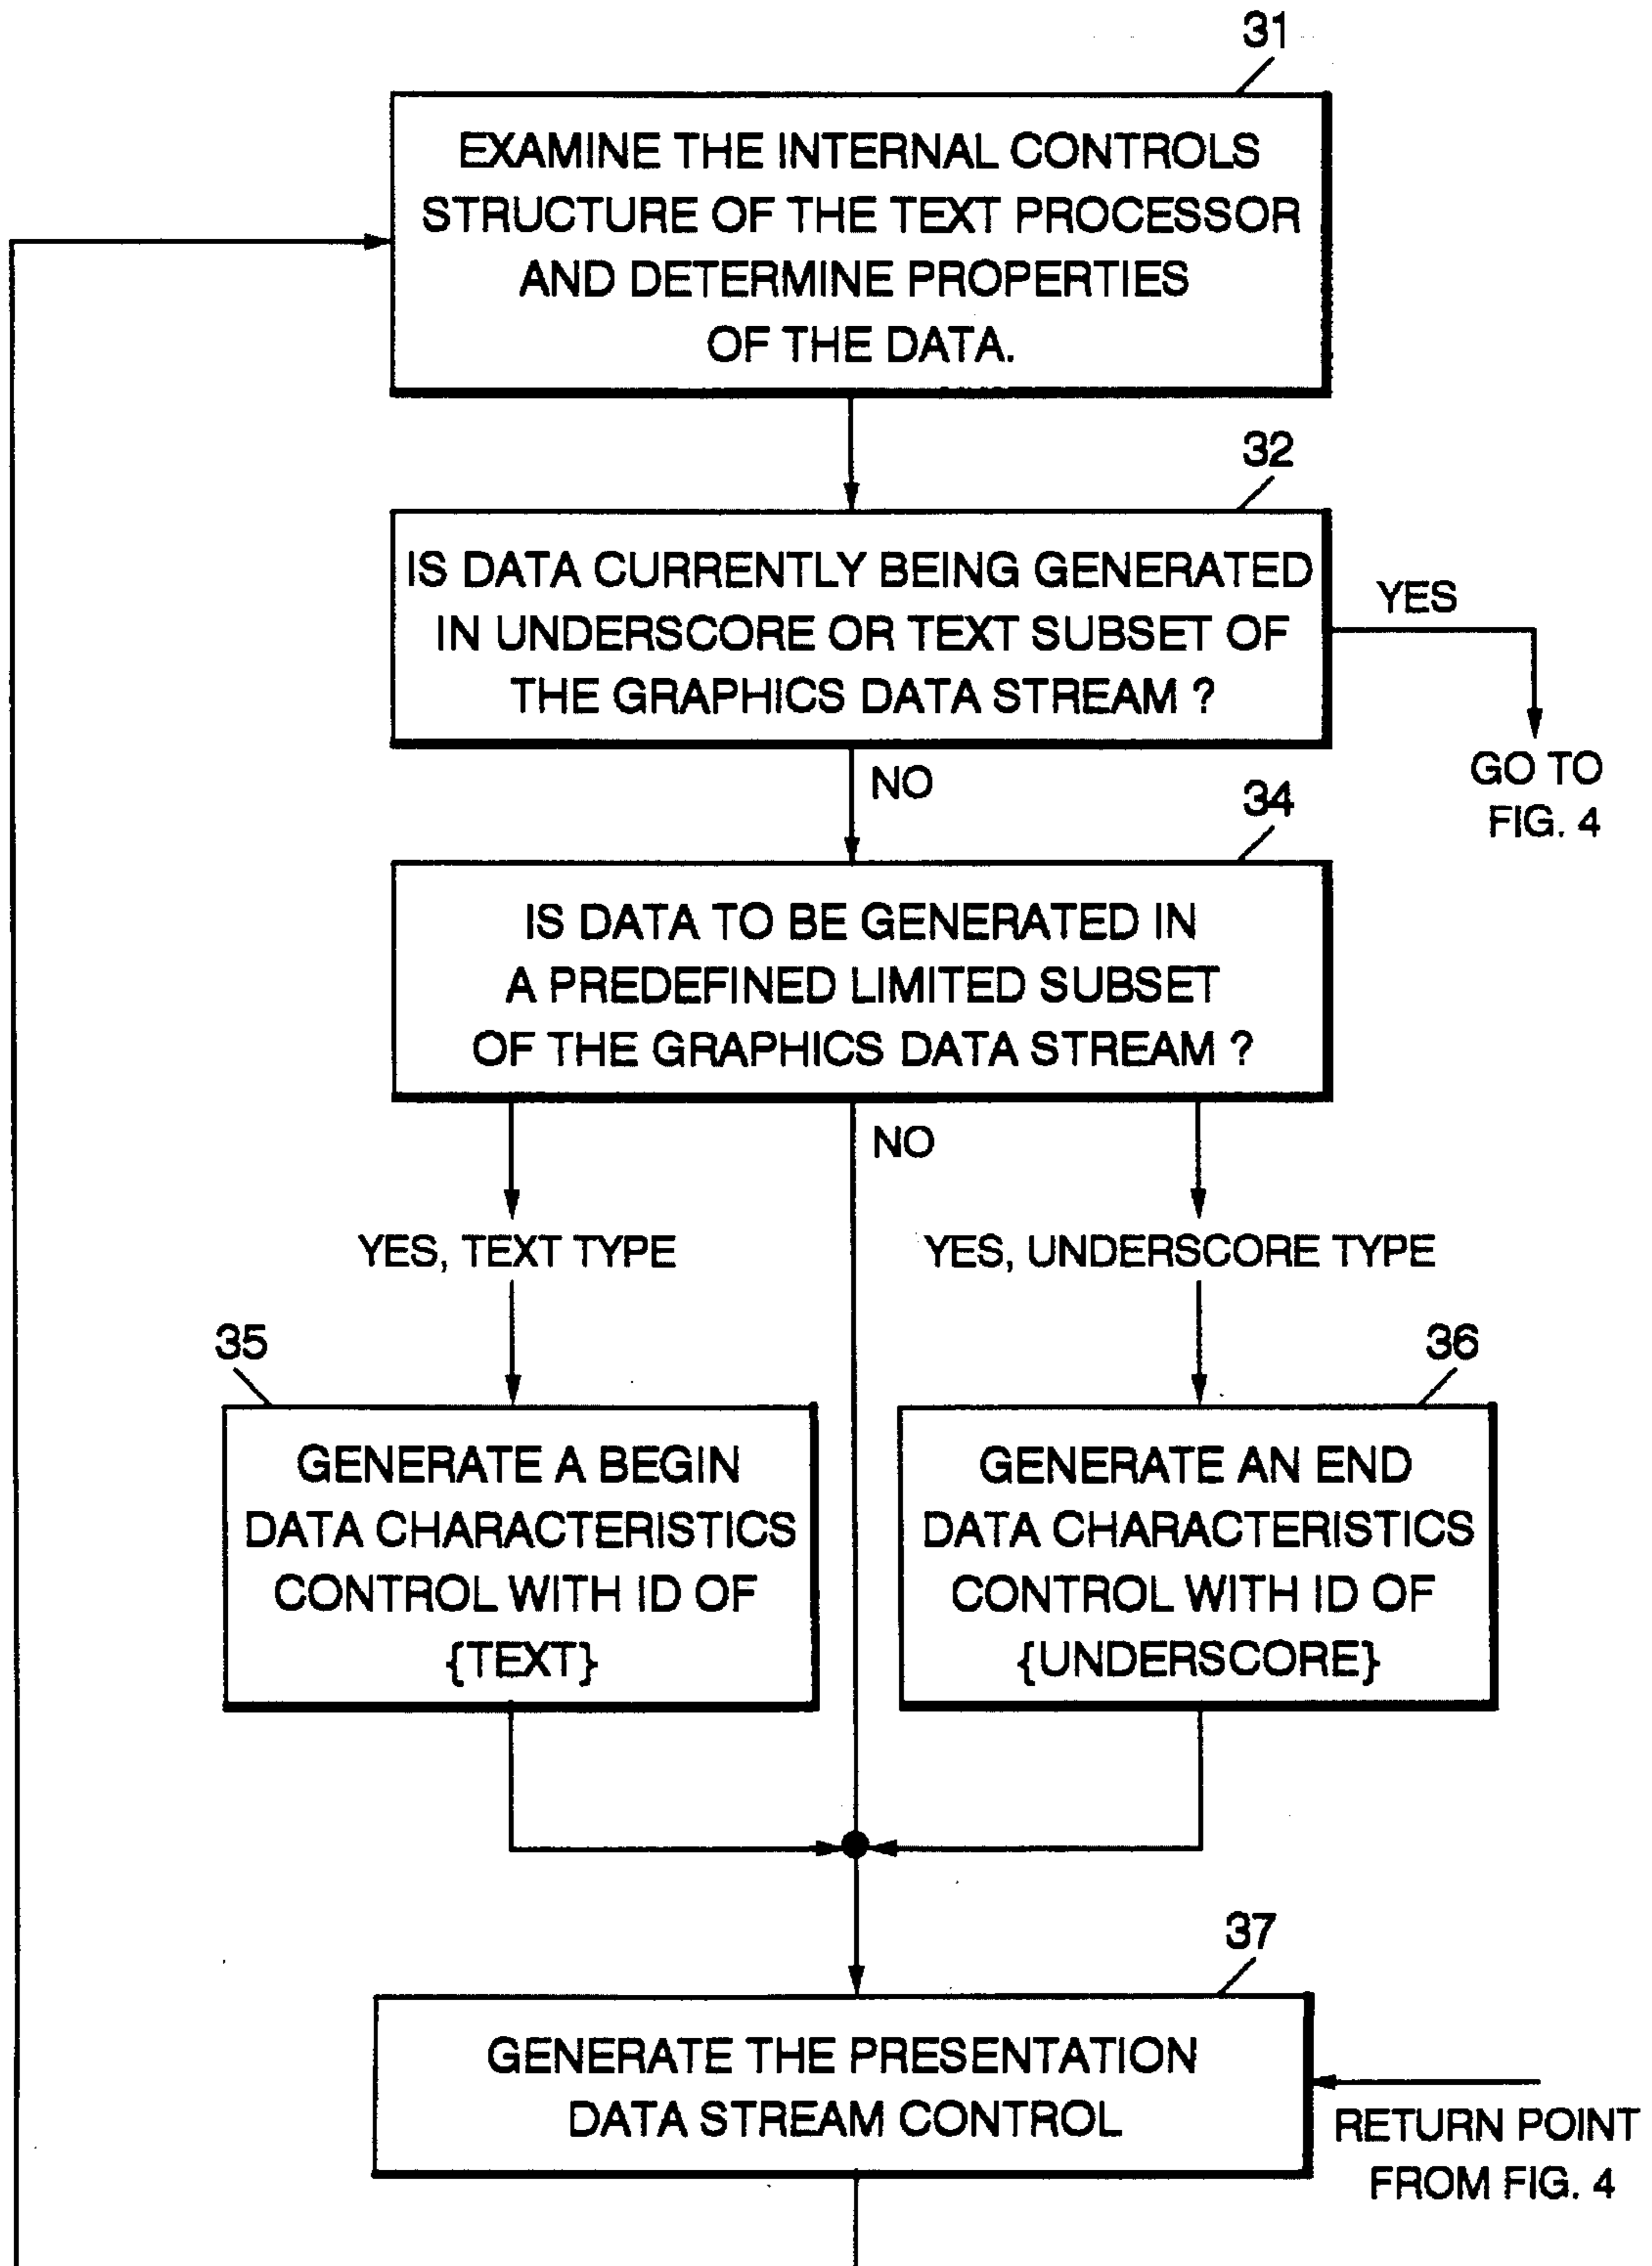 31
EXAMINE THE INTERNAL CONTROLS
STRUCTURE OF THE TEXT PROCESSOR
AND DETERMINE PROPERTIES
OF THE DATA.
32
IS DATA CURRENTLY BEING GENERATED
IN UNDERSCORE OR TEXT SUBSET OF
THE GRAPHICS DATA STREAM ?
YES
GO TO
FIG. 4
NO
34
IS DATA TO BE GENERATED IN
A PREDEFINED LIMITED SUBSET
OF THE GRAPHICS DATA STREAM ?
NO
YES, TEXT TYPE
YES, UNDERSCORE TYPE
35
GENERATE A BEGIN
DATA CHARACTERISTICS
CONTROL WITH ID OF
{TEXT}
36
GENERATE AN END
DATA CHARACTERISTICS
CONTROL WITH ID OF
{UNDERSCORE}
37
GENERATE THE PRESENTATION
DATA STREAM CONTROL
RETURN POINT
FROM FIG. 4